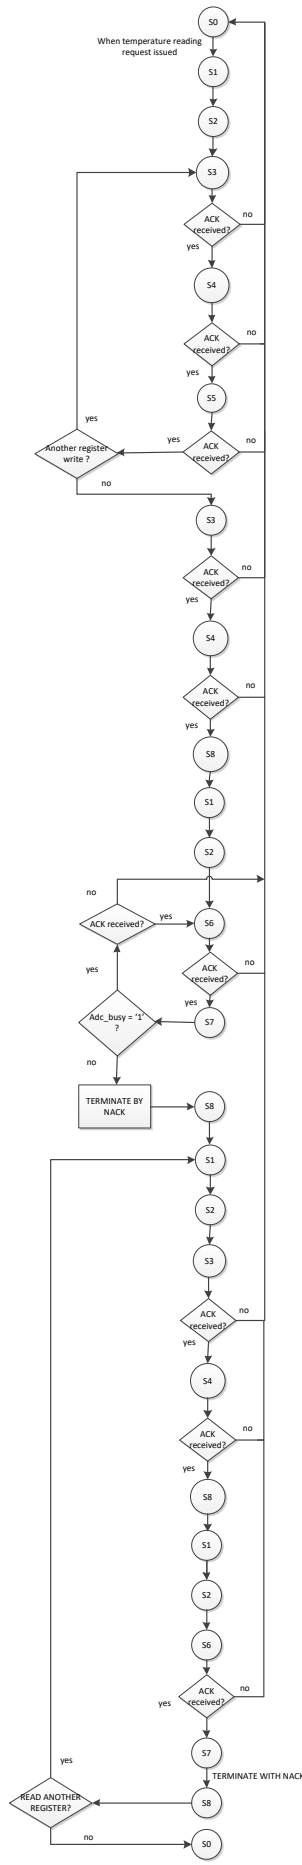 S0
When temperature reading
request issued
S1
S2
S3
ACK
received?
no
yes
S4
ACK
received?
no
yes
S5
yes
ACK
received?
no
yes
Another register
write ?
no
S3
ACK
received?
no
yes
S4
ACK
received?
no
yes
S8
S1
S2
no
ACK received?
yes
S6
ACK
received?
no
yes
yes
S7
Adc_busy = '1'
?
no
TERMINATE BY
NACK
S8
S1
S2
S3
ACK
received?
no
yes
S4
ACK
received?
no
yes
S8
S1
S2
S6
ACK
received?
no
yes
S7
TERMINATE WITH NACK
yes
READ ANOTHER
REGISTER?
S8
no
S0